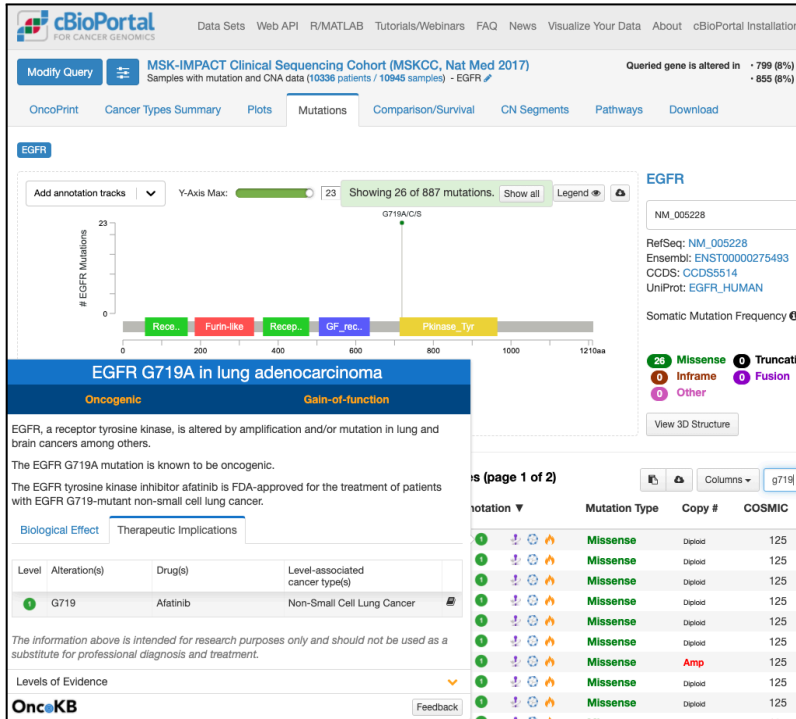 cBioPortal
FOR CANCER GENOMICS
Data Sets Web API R/MATLAB Tutorials/Webinars FAQ News Visualize Your Data About cBioPortal Installation
Modify Query
MSK-IMPACT Clinical Sequencing Cohort (MSKCC, Nat Med 2017)
Samples with mutation and CNA data (10336 patients / 10945 samples) - EGFR
Queried gene is altered in
• 799 (8%)
• 855 (8%)
OncoPrint Cancer Types Summary Plots Mutations Comparison/Survival CN Segments Pathways Download
EGFR
Add annotation tracks
Y-Axis Max:
23
Showing 26 of 887 mutations.
Show all
Legend
G719A/C/S
23
# EGFR Mutations
0
Rece.. Furin-like Recep.. GF_rec.. Pkinase_Tyr
0 200 400 600 800 1000 1210aa
EGFR
NM_005228
RefSeq: NM_005228
Ensembl: ENST00000275493
CCDS: CCDS5514
UniProt: EGFR_HUMAN
Somatic Mutation Frequency
26 Missense 0 Truncati
0 Inframe 0 Fusion
0 Other
View 3D Structure
EGFR G719A in lung adenocarcinoma
Oncogenic Gain-of-function
EGFR, a receptor tyrosine kinase, is altered by amplification and/or mutation in lung and
brain cancers among others.
The EGFR G719A mutation is known to be oncogenic.
The EGFR tyrosine kinase inhibitor afatinib is FDA-approved for the treatment of patients
with EGFR G719-mutant non-small cell lung cancer.
Biological Effect Therapeutic Implications
Level Alteration(s) Drug(s) Level-associated
cancer type(s)
1 G719 Afatinib Non-Small Cell Lung Cancer
The information above is intended for research purposes only and should not be used as a
substitute for professional diagnosis and treatment.
Levels of Evidence
OncoKB
Feedback
es (page 1 of 2)
Columns
g719
notation ▼ Mutation Type Copy # COSMIC
1 Missense Diploid 125
1 Missense Diploid 125
1 Missense Diploid 125
1 Missense Diploid 125
1 Missense Diploid 125
1 Missense Diploid 125
1 Missense Amp 125
1 Missense Diploid 125
1 Missense Diploid 125